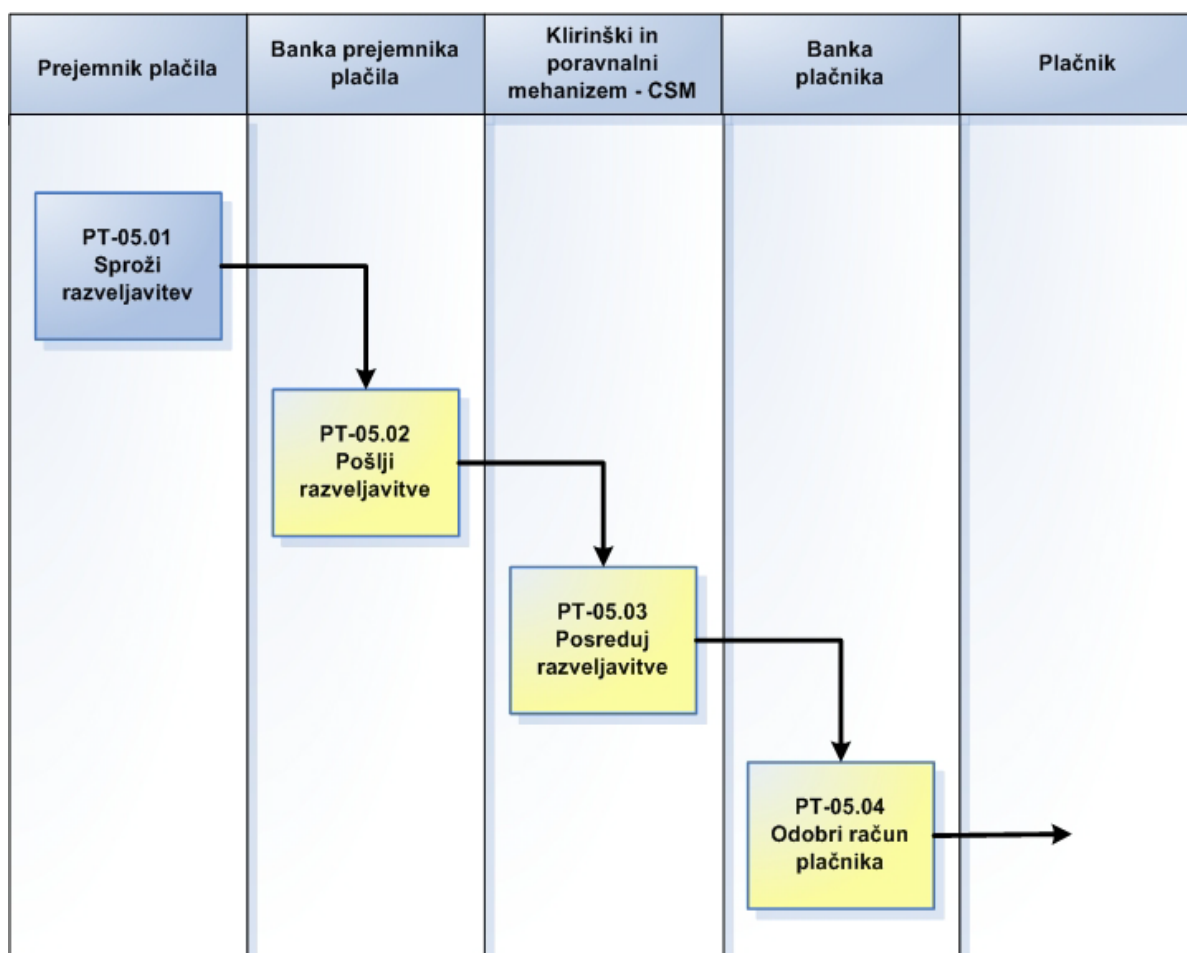 Prejemnik plačila
Banka prejemnika
plačila
Klirinški in
poravnalni
mehanizem - CSM
Banka
plačnika
Plačnik
PT-05.01
Sproži
razveljavitev
PT-05.02
Pošlji
razveljavitve
PT-05.03
Posreduj
razveljavitve
PT-05.04
Odobri račun
plačnika